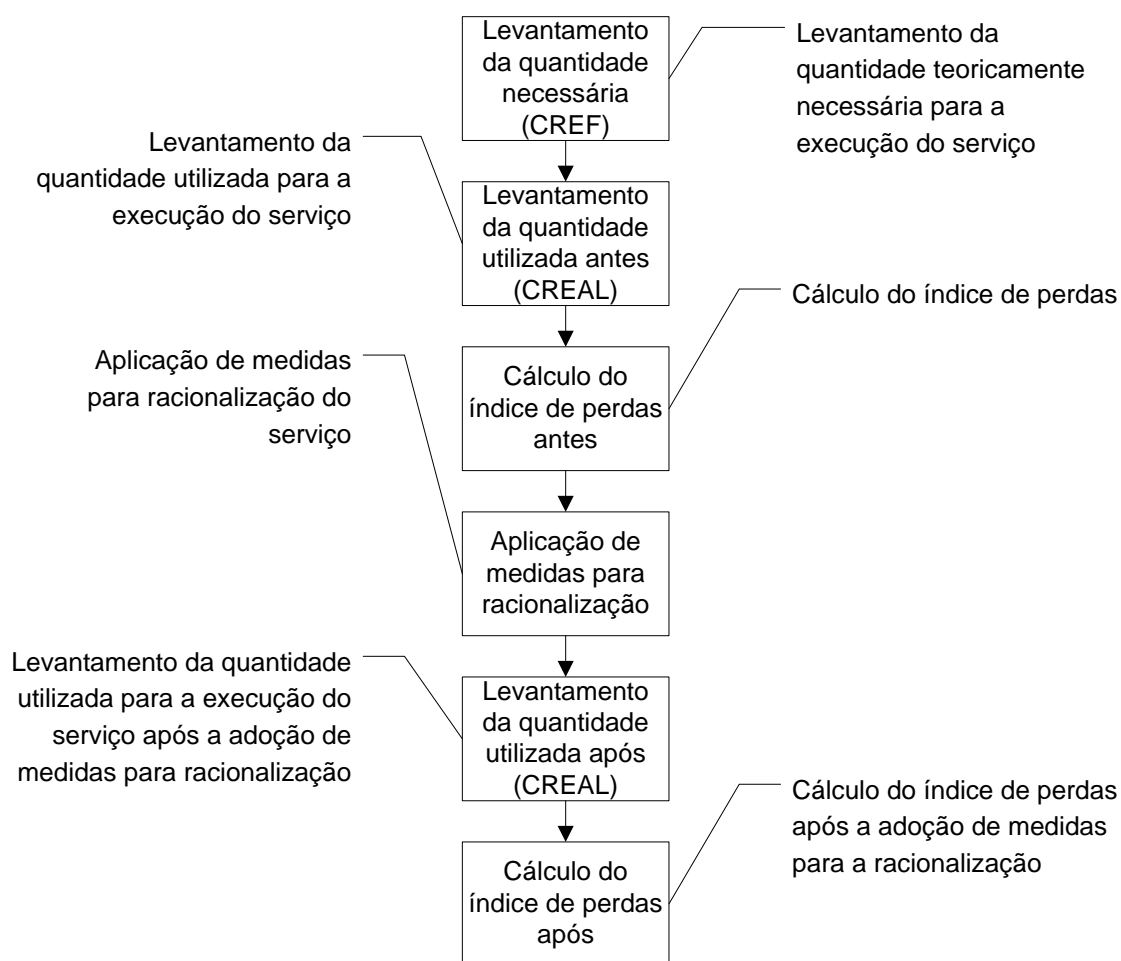 Levantamento
da quantidade
necessária
(CREF)
Levantamento da
quantidade teoricamente
necessária para a
execução do serviço
Levantamento da
quantidade utilizada para a
execução do serviço
Levantamento
da quantidade
utilizada antes
(CREAL)
Cálculo do índice de perdas
Cálculo do
índice de perdas
antes
Aplicação de medidas
para racionalização do
serviço
Aplicação de
medidas para
racionalização
Levantamento da quantidade
utilizada para a execução do
serviço após a adoção de
medidas para racionalização
Levantamento
da quantidade
utilizada após
(CREAL)
Cálculo do índice de perdas
após a adoção de medidas
para a racionalização
Cálculo do
índice de perdas
após